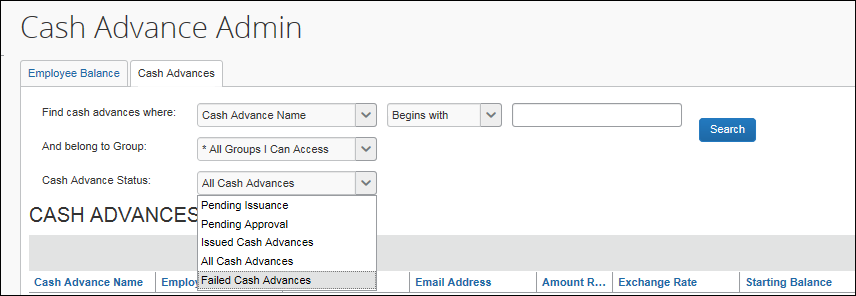 Cash Advance Admin
Employee Balance Cash Advances
Find cash advances where: Cash Advance Name Begins with
Search
And belong to Group: * All Groups I Can Access
Cash Advance Status: All Cash Advances
Pending Issuance
CASH ADVANCES
Pending Approval
Issued Cash Advances
All Cash Advances
Failed Cash Advances
Cash Advance Name Employ Email Address Amount R... Exchange Rate Starting Balance